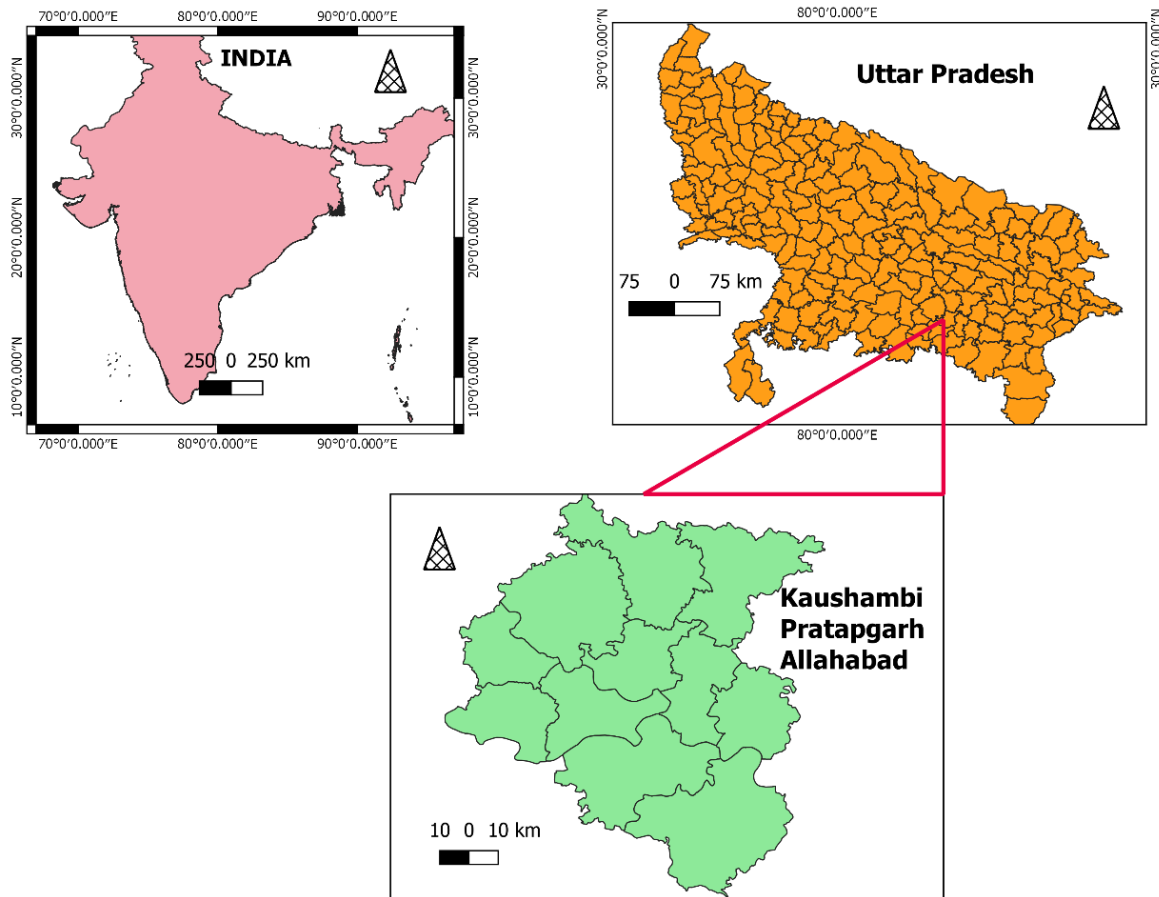 70°0′0.000″E 80°0′0.000″E 90°0′0.000″E
INDIA
30°0′0.000″N
20°0′0.000″N
10°0′0.000″N
30°0′0.000″N
20°0′0.000″N
10°0′0.000″N
250 0 250 km
70°0′0.000″E 80°0′0.000″E 90°0′0.000″E
80°0′0.000″E
30°0′0.000″N
Uttar Pradesh
75 0 75 km
80°0′0.000″E
Kaushambi
Pratapgarh
Allahabad
10 0 10 km